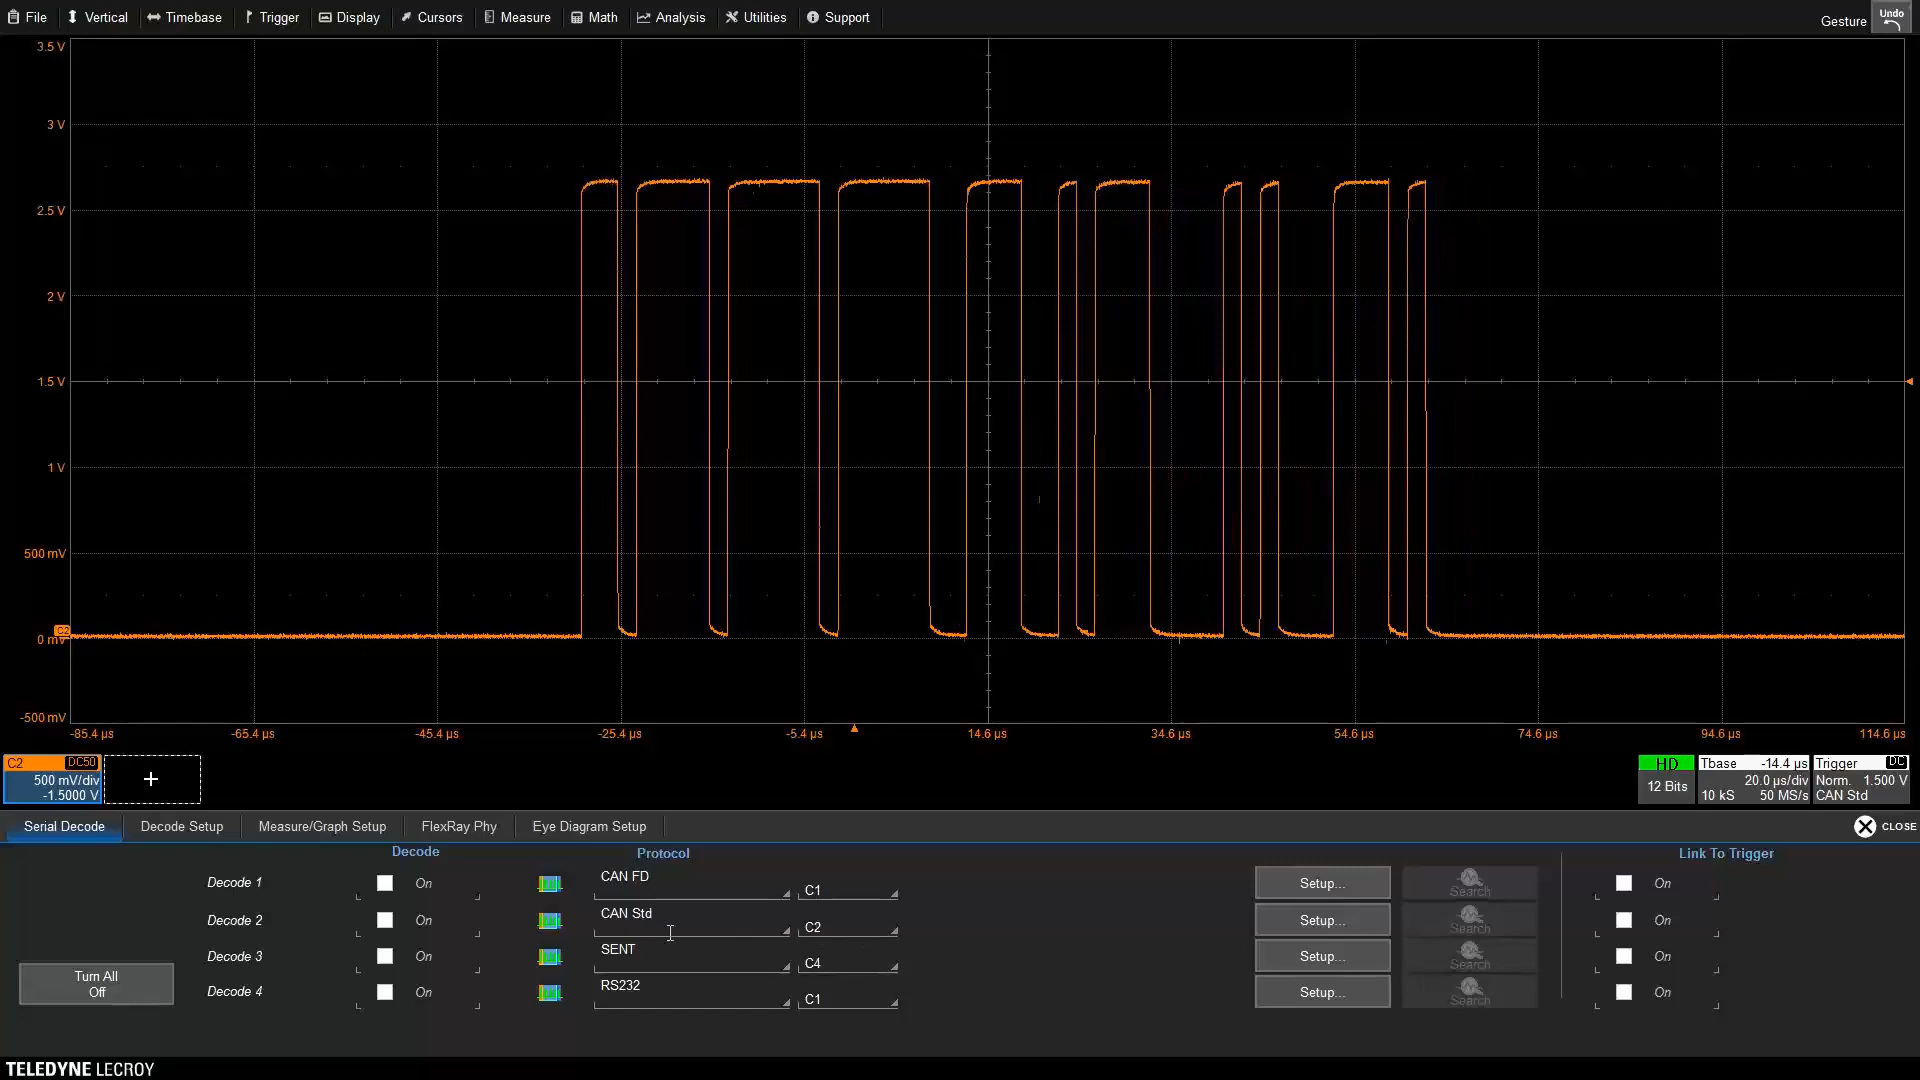 File Vertical Timebase Trigger Display Cursors Measure Math Analysis Utilities Support
Gesture Undo
3.5 V
3 V
2.5 V
2 V
1.5 V
1 V
500 mV
C2
0 mV
-500 mV
-85.4 µs -65.4 µs -45.4 µs -25.4 µs -5.4 µs 14.6 µs 34.6 µs 54.6 µs 74.6 µs 94.6 µs 114.6 µs
C2 DC50
500 mV/div
-1.5000 V
+
HD
12 Bits
Tbase -14.4 µs
20.0 µs/div
10 kS 50 MS/s
Trigger DC
Norm. 1.500 V
CAN Std
Serial Decode Decode Setup Measure/Graph Setup FlexRay Phy Eye Diagram Setup
CLOSE
Decode Protocol Link To Trigger
Decode 1 On CAN FD C1 Setup... Search On
Decode 2 On CAN Std C2 Setup... Search On
Decode 3 On SENT C4 Setup... Search On
Decode 4 On RS232 C1 Setup... Search On
Turn All
Off
TELEDYNE LECROY